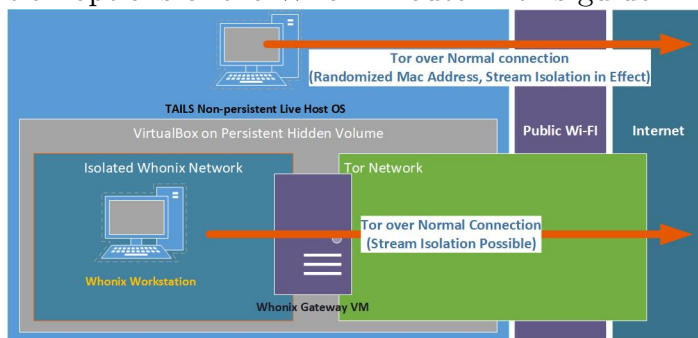 Tor over Normal connection
(Randomized Mac Address, Stream Isolation in Effect)
TAILS Non-persistent Live Host OS
VirtualBox on Persistent Hidden Volume
Public Wi-FI
Internet
Isolated Whonix Network
Tor Network
Tor over Normal Connection
(Stream Isolation Possible)
Whonix Workstation
Whonix Gateway VM